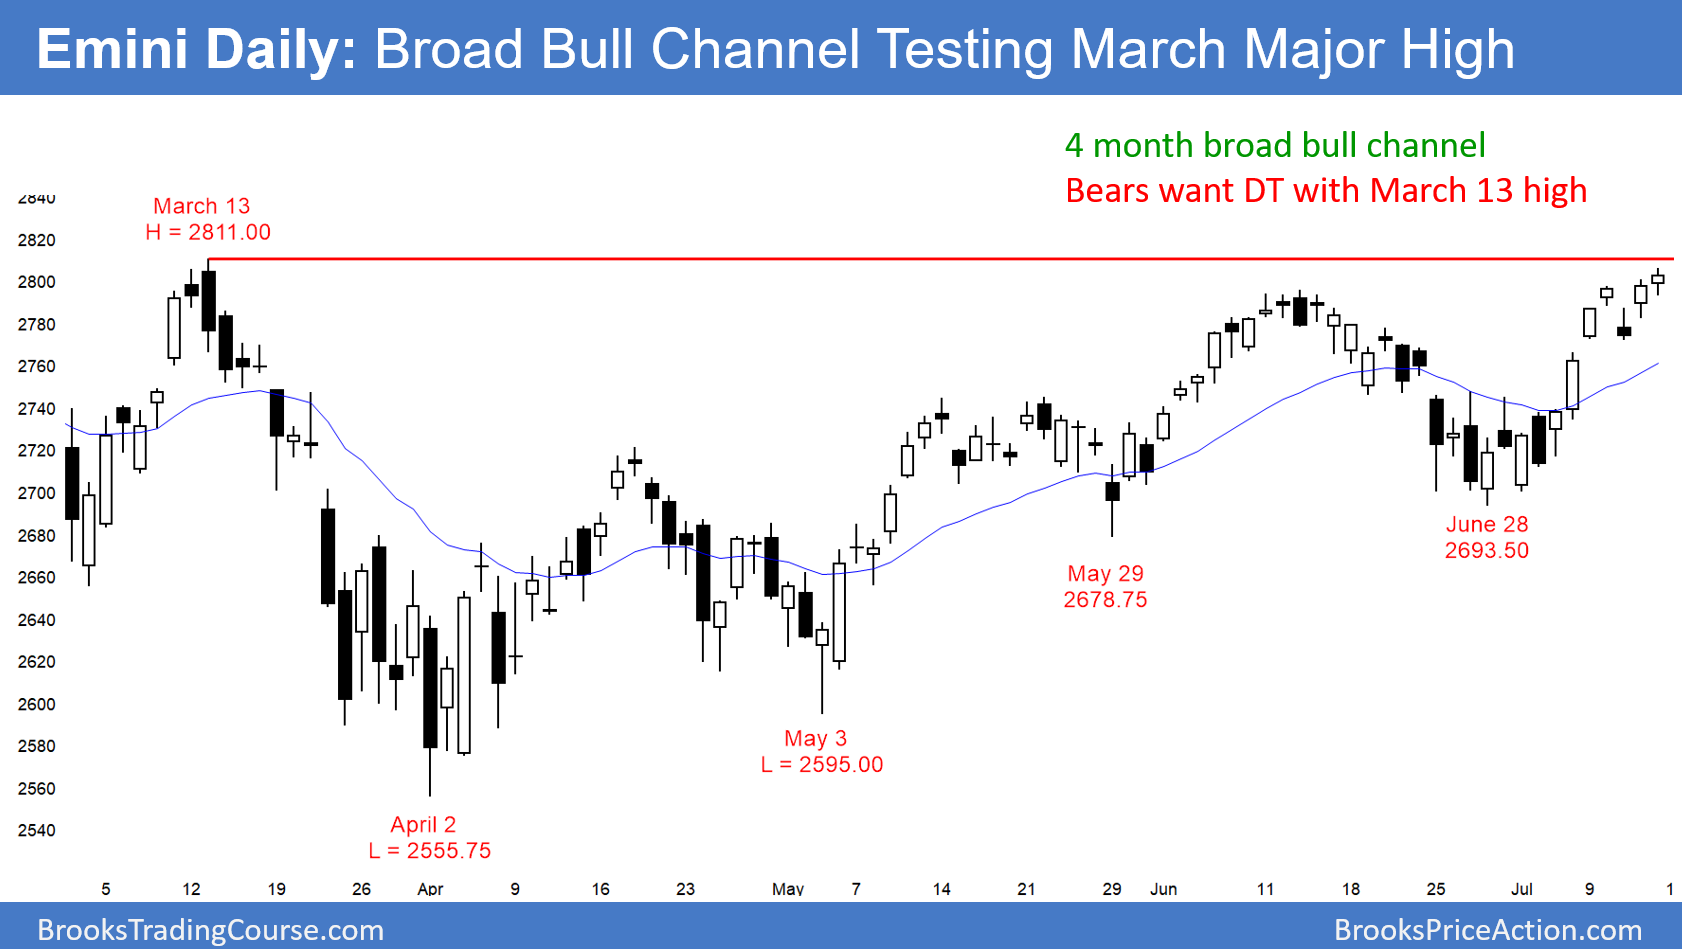 Emini Daily: Broad Bull Channel Testing March Major High
4 month broad bull channel
Bears want DT with March 13 high
2840
2820
2800
2780
2760
2740
2720
2700
2680
2660
2640
2620
2600
2580
2560
2540
March 13
H = 2811.00
April 2
L = 2555.75
May 3
L = 2595.00
May 29
2678.75
June 28
2693.50
5 12 19 26 Apr 9 16 23 May 7 14 21 29 Jun 11 18 25 Jul 9 1
BrooksTradingCourse.com
BrooksPriceAction.com